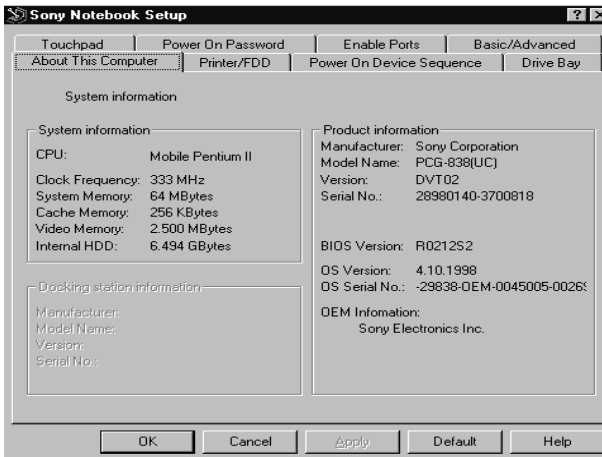 Sony Notebook Setup
Touchpad
Power On Password
Enable Ports
Basic/Advanced
About This Computer
Printer/FDD
Power On Device Sequence
Drive Bay
System information
System information
CPU: Mobile Pentium II
Clock Frequency: 333 MHz
System Memory: 64 MBytes
Cache Memory: 256 KBytes
Video Memory: 2.500 MBytes
Internal HDD: 6.494 GBytes
Docking station information
Manufacturer:
Model Name:
Version:
Serial No.:
Product information
Manufacturer: Sony Corporation
Model Name: PCG-838(UC)
Version: DVT02
Serial No.: 28980140-3700818
BIOS Version: R0212S2
OS Version: 4.10.1998
OS Serial No.: -29838-OEM-0045005-0026
OEM Infomation:
Sony Electronics Inc.
OK
Cancel
Apply
Default
Help